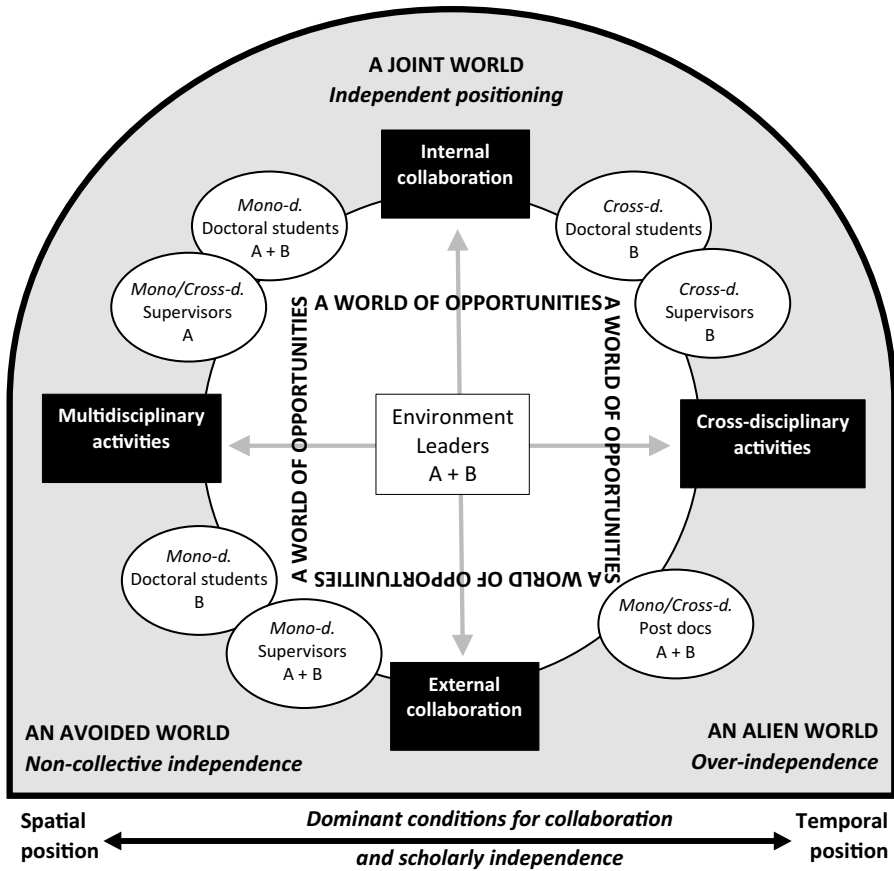 A JOINT WORLD
Independent positioning
Internal
collaboration
Mono-d.
Doctoral students
A + B
Cross-d.
Doctoral students
B
Mono/Cross-d.
Supervisors
A
Cross-d.
Supervisors
B
A WORLD OF OPPORTUNITIES
A WORLD OF OPPORTUNITIES
A WORLD OF OPPORTUNITIES
Multidisciplinary
activities
Environment
Leaders
A + B
Cross-disciplinary
activities
A WORLD OF OPPORTUNITIES
Mono-d.
Doctoral students
B
Mono-d.
Supervisors
A + B
Mono/Cross-d.
Post docs
A + B
External
collaboration
AN AVOIDED WORLD
Non-collective independence
AN ALIEN WORLD
Over-independence
Spatial
position
Dominant conditions for collaboration
and scholarly independence
Temporal
position